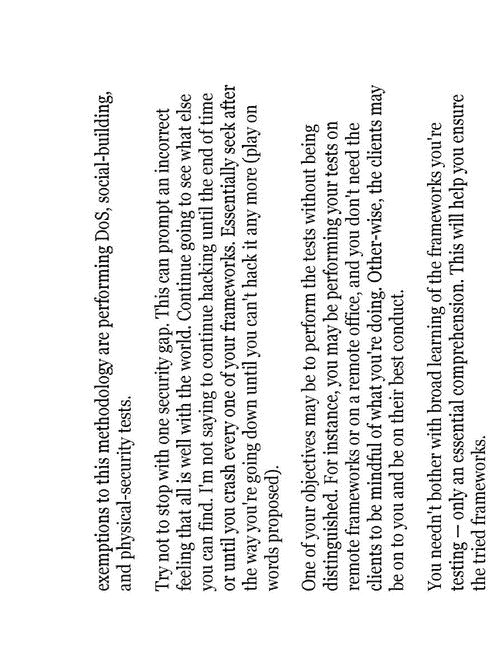 exemptions to this methodology are performing DoS, social-building,
and physical-security tests.
Try not to stop with one security gap. This can prompt an incorrect
feeling that all is well with the world. Continue going to see what else
you can find. I'm not saying to continue hacking until the end of time
or until you crash every one of your frameworks. Essentially seek after
the way you're going down until you can't hack it any more (play on
words proposed).
One of your objectives may be to perform the tests without being
distinguished. For instance, you may be performing your tests on
remote frameworks or on a remote office, and you don't need the
clients to be mindful of what you're doing. Other-wise, the clients may
be on to you and be on their best conduct.
You needn't bother with broad learning of the frameworks you're
testing — only an essential comprehension. This will help you ensure
the tried frameworks.